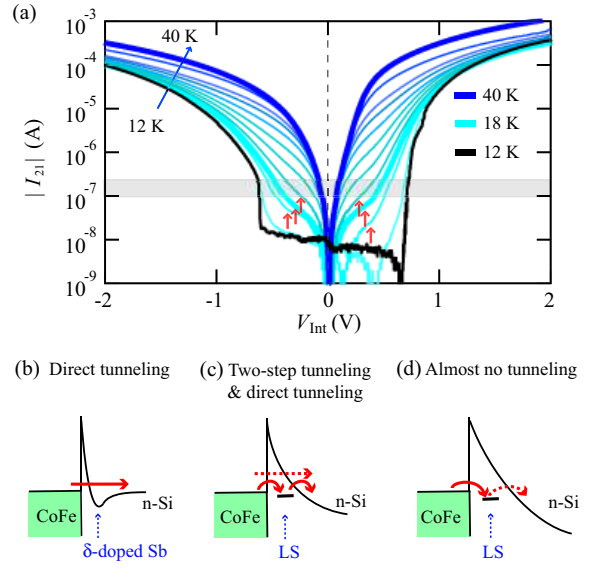 (a)
10⁻³
10⁻⁴
10⁻⁵
10⁻⁶
10⁻⁷
10⁻⁸
10⁻⁹
| I₂₁ | (A)
40 K
12 K
40 K
18 K
12 K
-2
-1
0
1
2
V_Int (V)
(b) Direct tunneling
CoFe
n-Si
δ-doped Sb
(c) Two-step tunneling
& direct tunneling
CoFe
n-Si
LS
(d) Almost no tunneling
CoFe
n-Si
LS